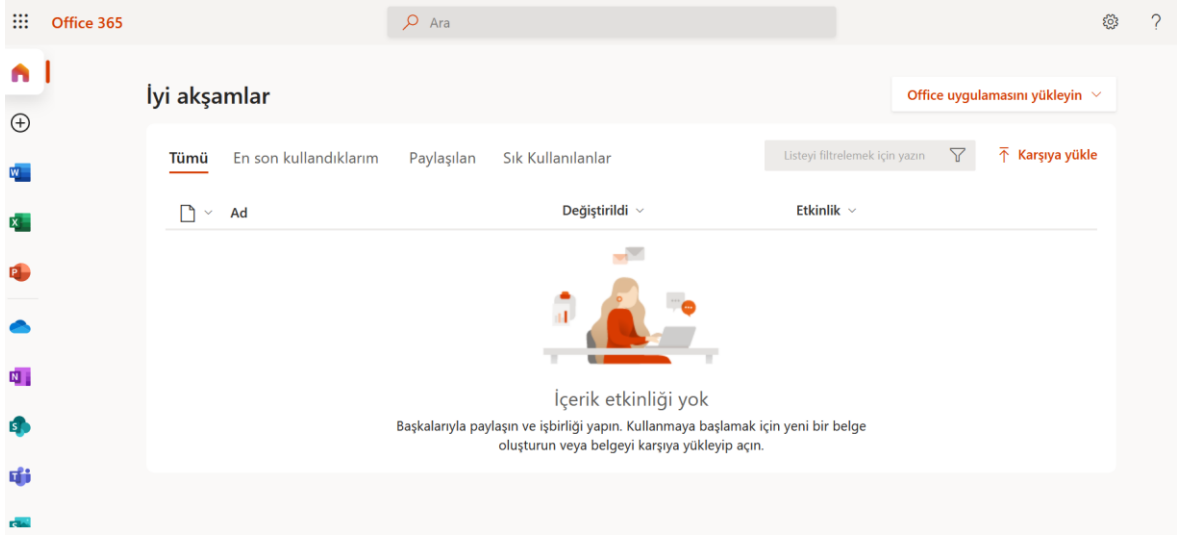 Office 365
Ara
?
İyi akşamlar
Office uygulamasını yükleyin
Tümü En son kullandıklarım Paylaşılan Sık Kullanılanlar
Listeyi filtrelemek için yazın
Karşıya yükle
Ad Değiştirildi Etkinlik
İçerik etkinliği yok
Başkalarıyla paylaşın ve işbirliği yapın. Kullanmaya başlamak için yeni bir belge
oluşturun veya belgeyi karşıya yükleyip açın.
W
X
P
N
S
T
S